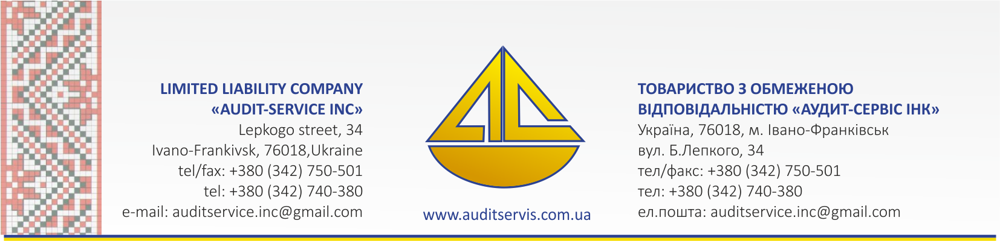 LIMITED LIABILITY COMPANY
«AUDIT-SERVICE INC»
Lepkogo street, 34
Ivano-Frankivsk, 76018,Ukraine
tel/fax: +380 (342) 750-501
tel: +380 (342) 740-380
e-mail: auditservice.inc@gmail.com
АС
www.auditservis.com.ua
ТОВАРИСТВО З ОБМЕЖЕНОЮ
ВІДПОВІДАЛЬНІСТЮ «АУДИТ-СЕРВІС ІНК»
Україна, 76018, м. Івано-Франківськ
вул. Б.Лепкого, 34
тел/факс: +380 (342) 750-501
тел: +380 (342) 740-380
ел.пошта: auditservice.inc@gmail.com